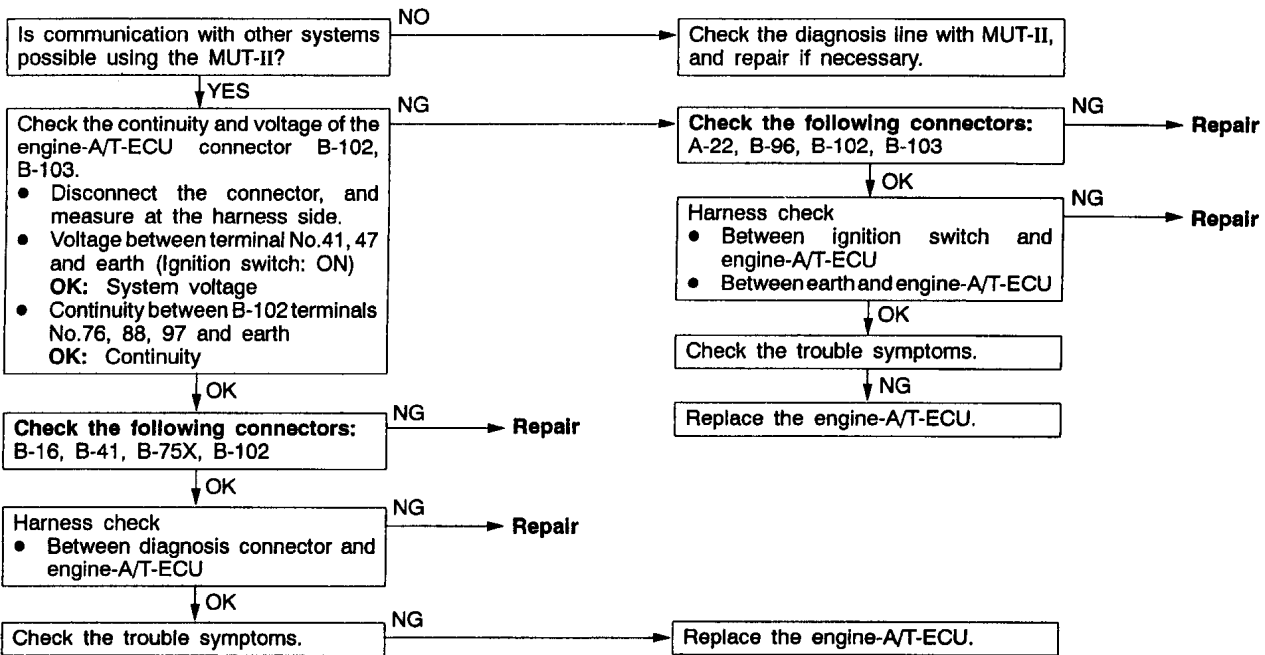 Is communication with other systems
possible using the MUT-II?
NO
Check the diagnosis line with MUT-II,
and repair if necessary.
YES
Check the continuity and voltage of the
engine-A/T-ECU connector B-102,
B-103.
● Disconnect the connector, and
measure at the harness side.
● Voltage between terminal No.41, 47
and earth (Ignition switch: ON)
OK: System voltage
● Continuity between B-102 terminals
No.76, 88, 97 and earth
OK: Continuity
NG
Check the following connectors:
A-22, B-96, B-102, B-103
NG
Repair
OK
Harness check
● Between ignition switch and
engine-A/T-ECU
● Between earth and engine-A/T-ECU
NG
Repair
OK
Check the trouble symptoms.
NG
Replace the engine-A/T-ECU.
OK
Check the following connectors:
B-16, B-41, B-75X, B-102
NG
Repair
OK
Harness check
● Between diagnosis connector and
engine-A/T-ECU
NG
Repair
OK
Check the trouble symptoms.
NG
Replace the engine-A/T-ECU.